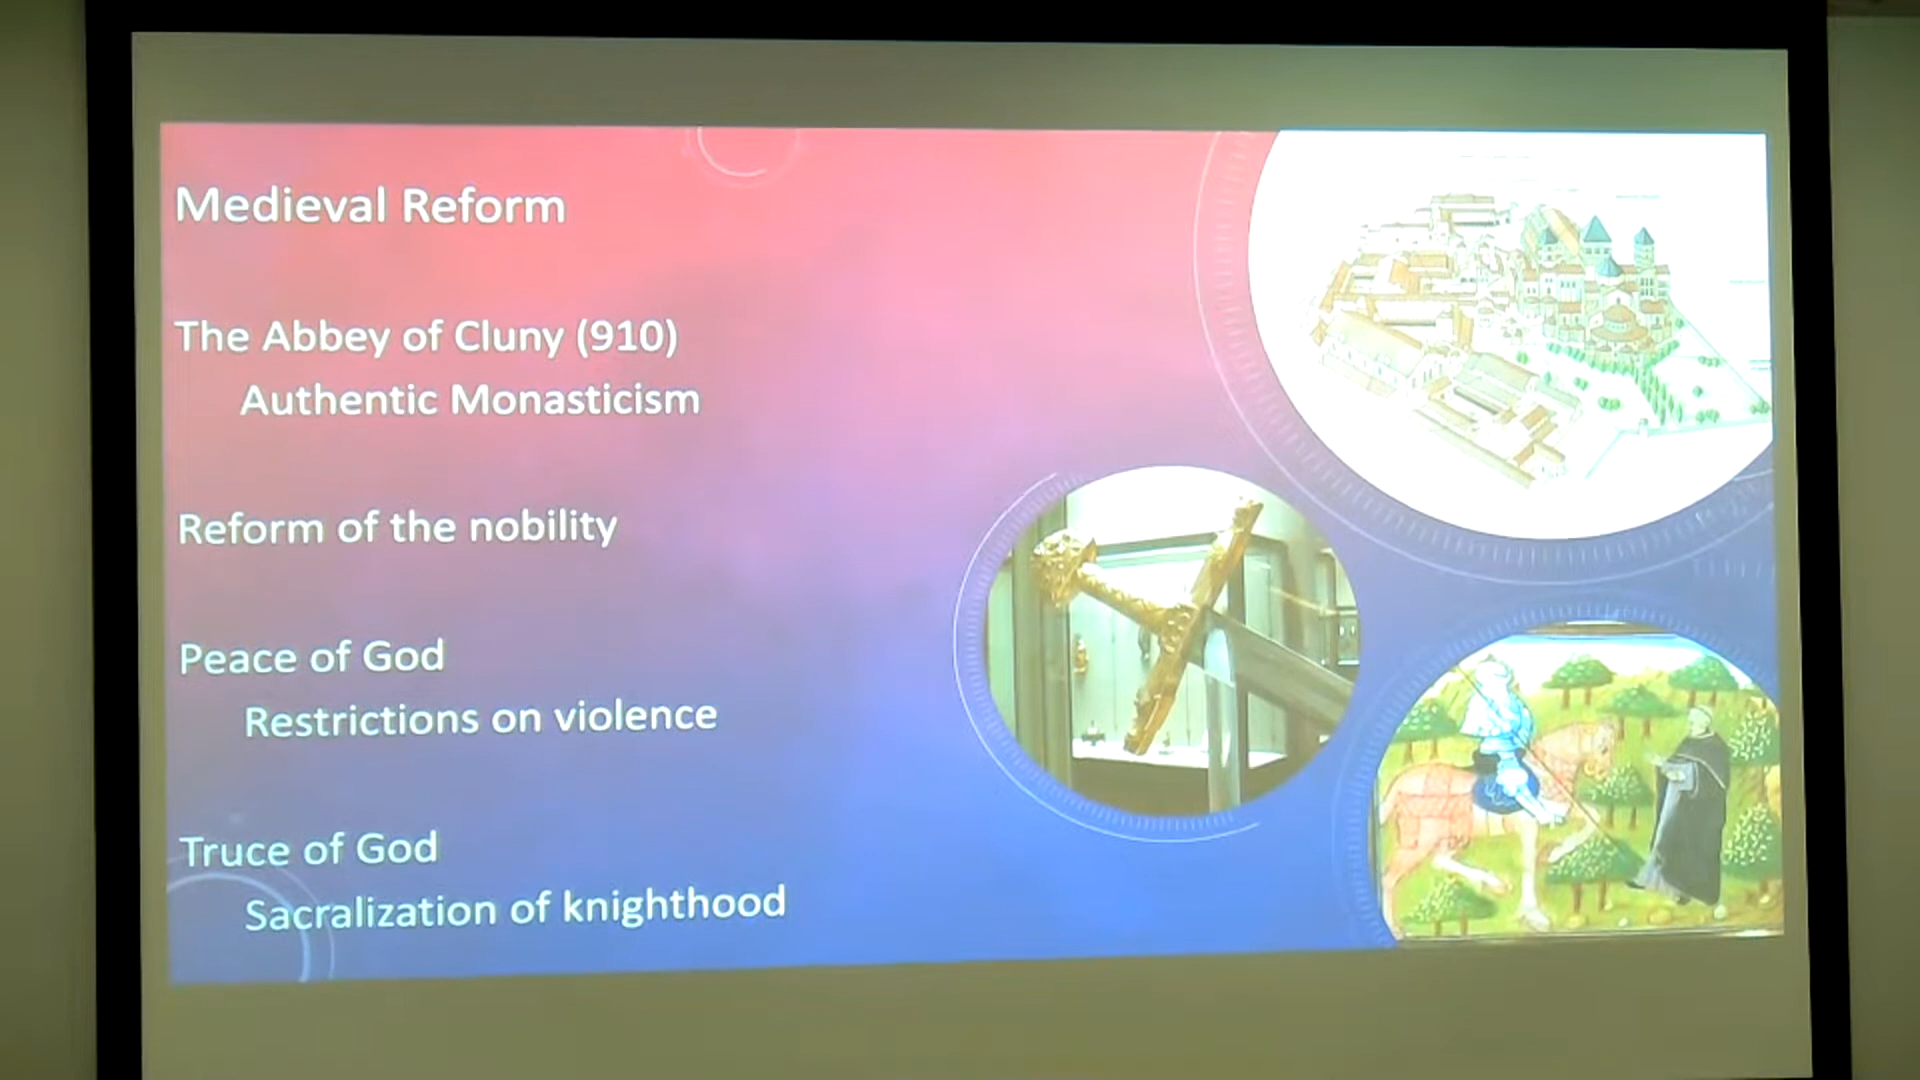 Medieval Reform
The Abbey of Cluny (910)
Authentic Monasticism
Reform of the nobility
Peace of God
Restrictions on violence
Truce of God
Sacralization of knighthood